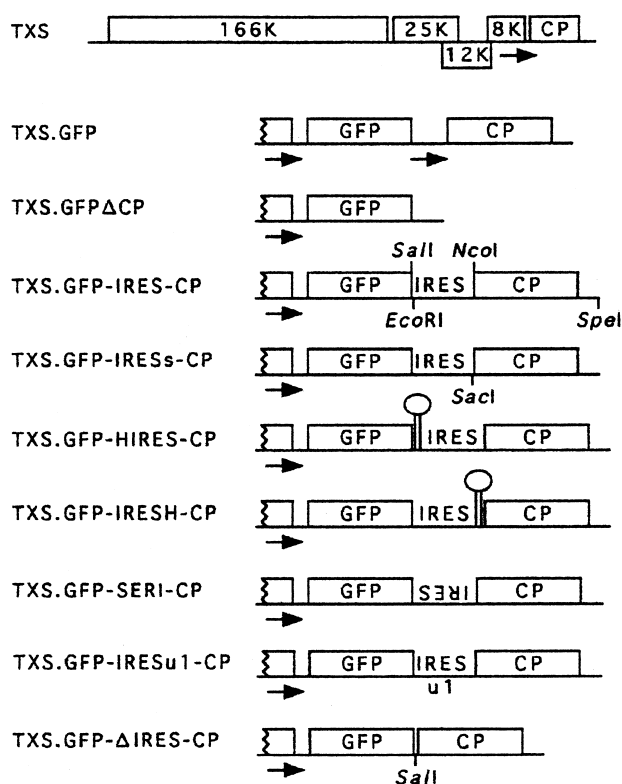 TXS 166K 25K 8K CP
12K
TXS.GFP GFP CP
TXS.GFPΔCP GFP
SalI NcoI
TXS.GFP-IRES-CP GFP IRES CP
EcoRI SpeI
TXS.GFP-IRESs-CP GFP IRES CP
SacI
TXS.GFP-HIRES-CP GFP IRES CP
TXS.GFP-IRESH-CP GFP IRES CP
TXS.GFP-SERI-CP GFP IRES CP
TXS.GFP-IRESu1-CP GFP IRES CP
u1
TXS.GFP-ΔIRES-CP GFP CP
SalI